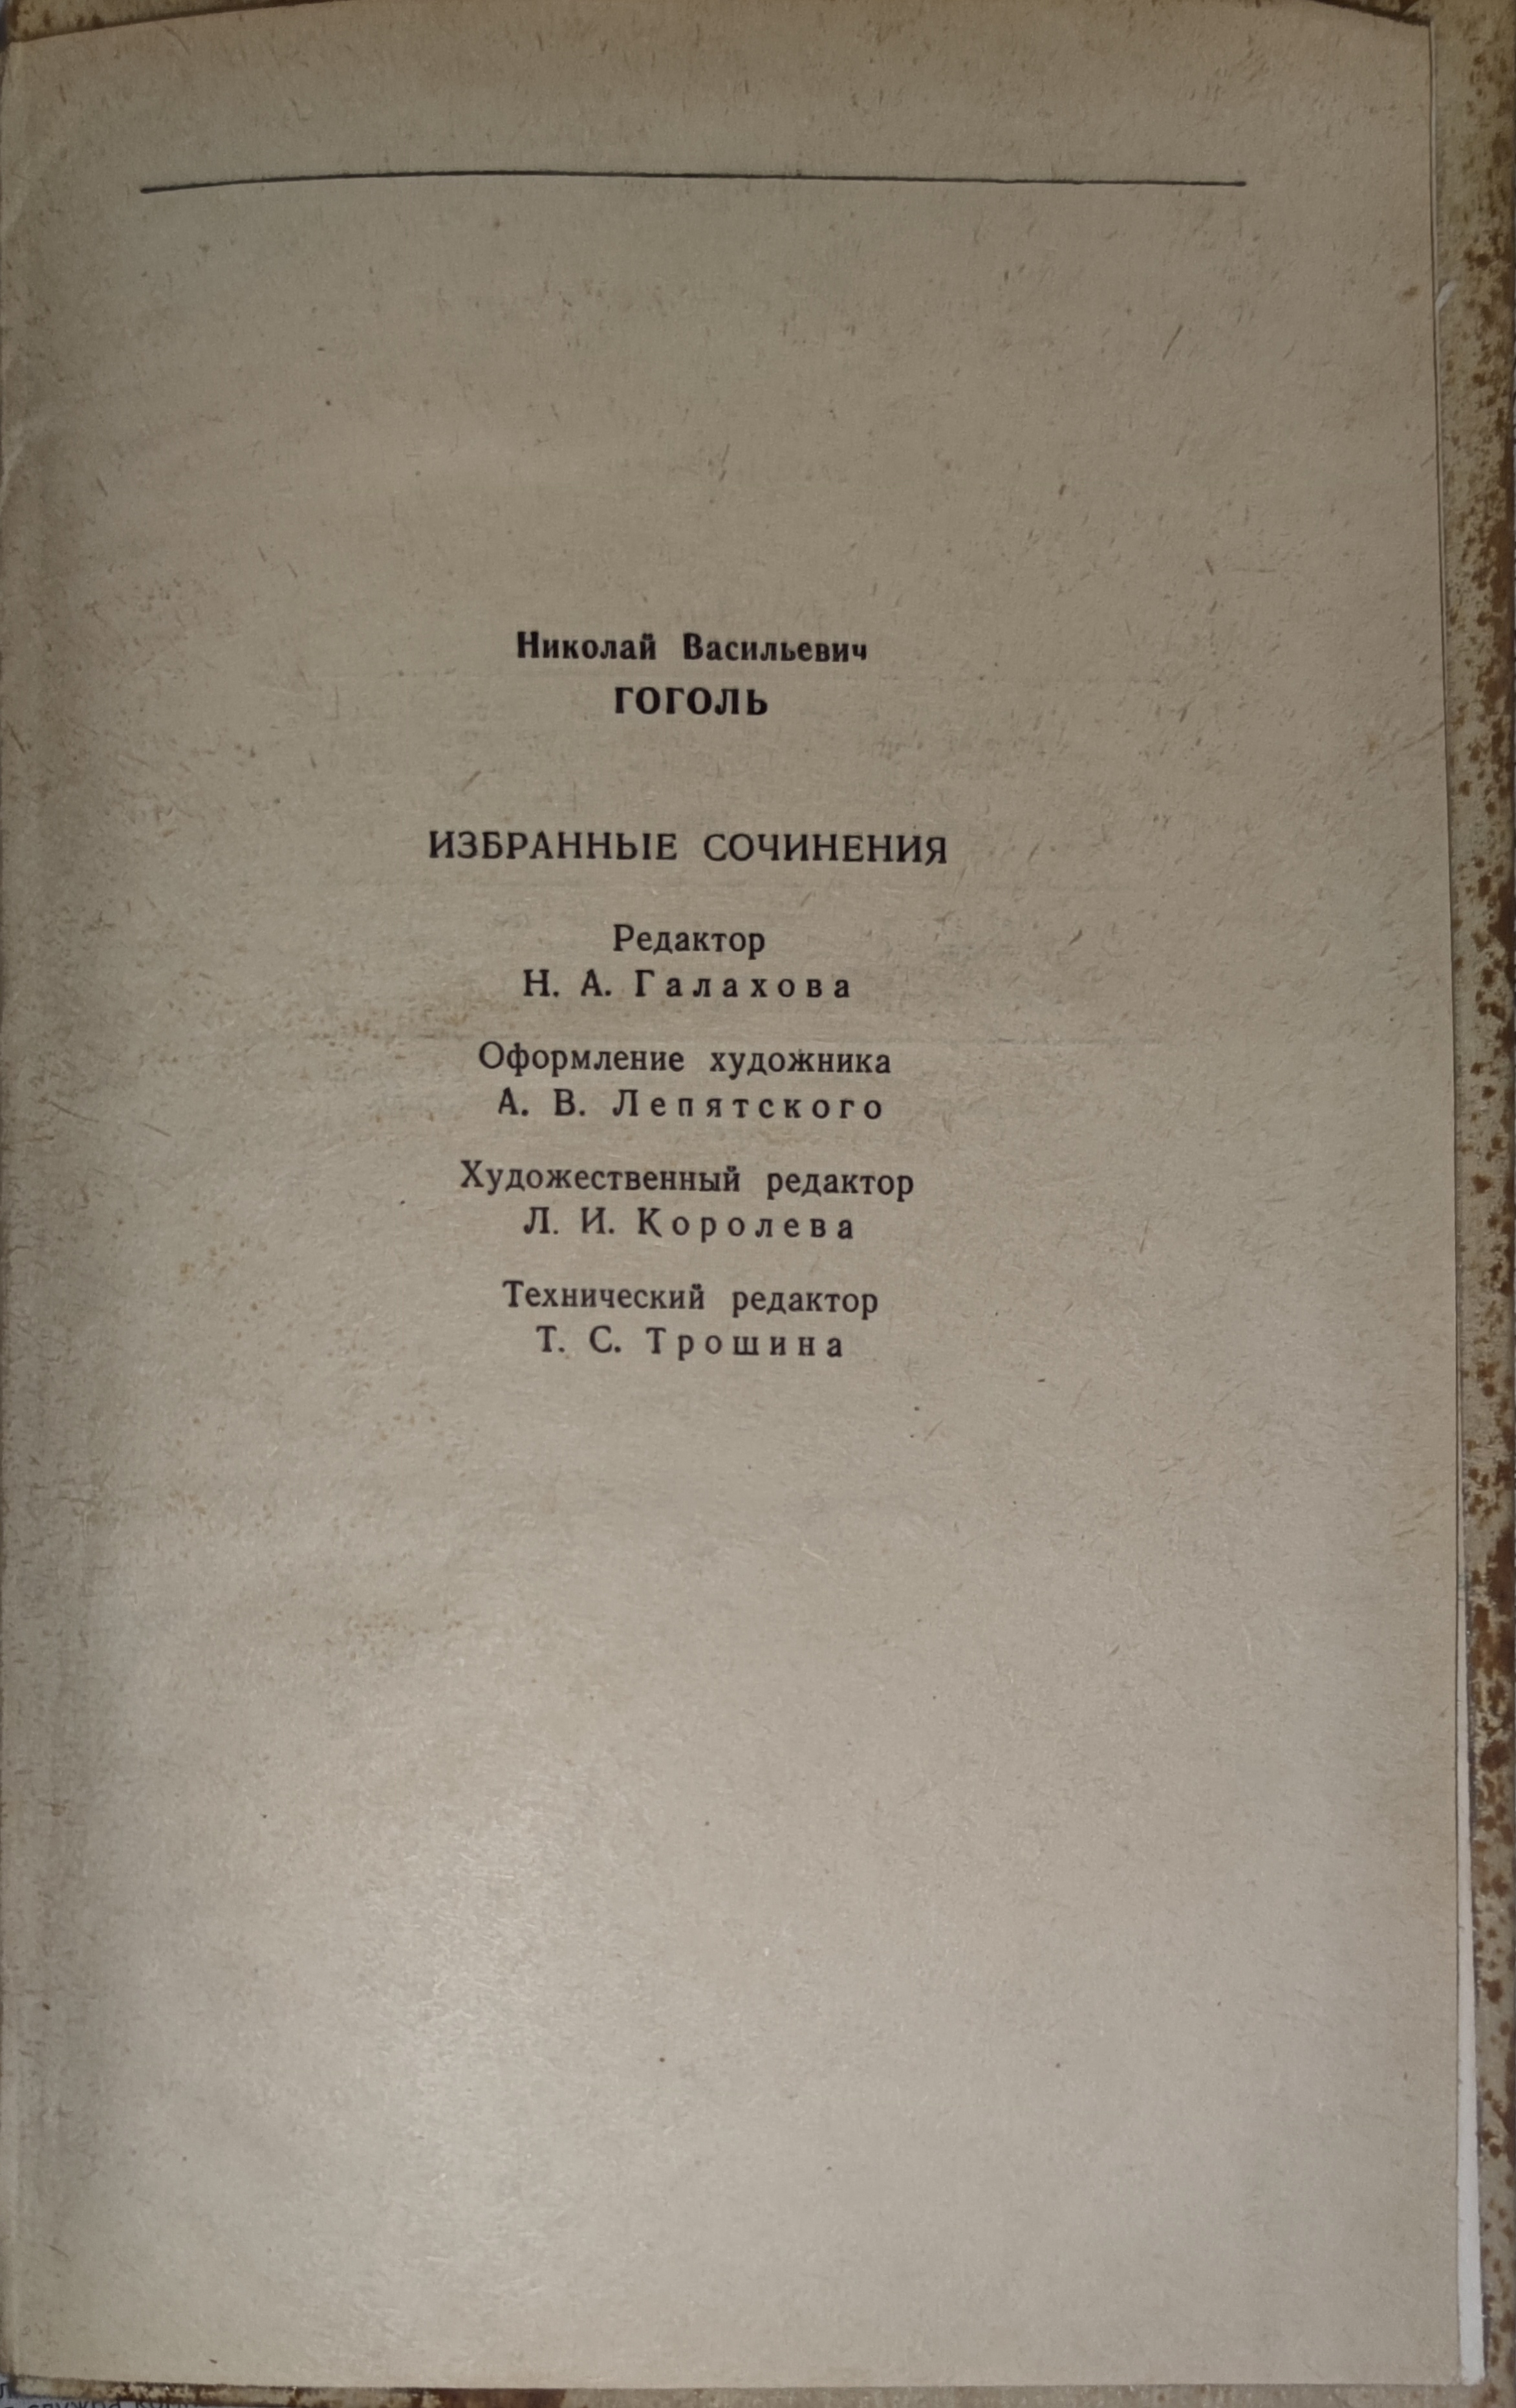 Николай Васильевич
ГОГОЛЬ
ИЗБРАННЫЕ СОЧИНЕНИЯ
Редактор
Н. А. Галахова
Оформление художника
А. В. Лепятского
Художественный редактор
Л. И. Королева
Технический редактор
Т. С. Трошина